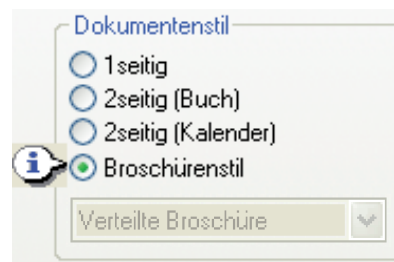 Dokumentenstil
1seitig
2seitig (Buch)
2seitig (Kalender)
i
Broschürenstil
Verteilte Broschüre